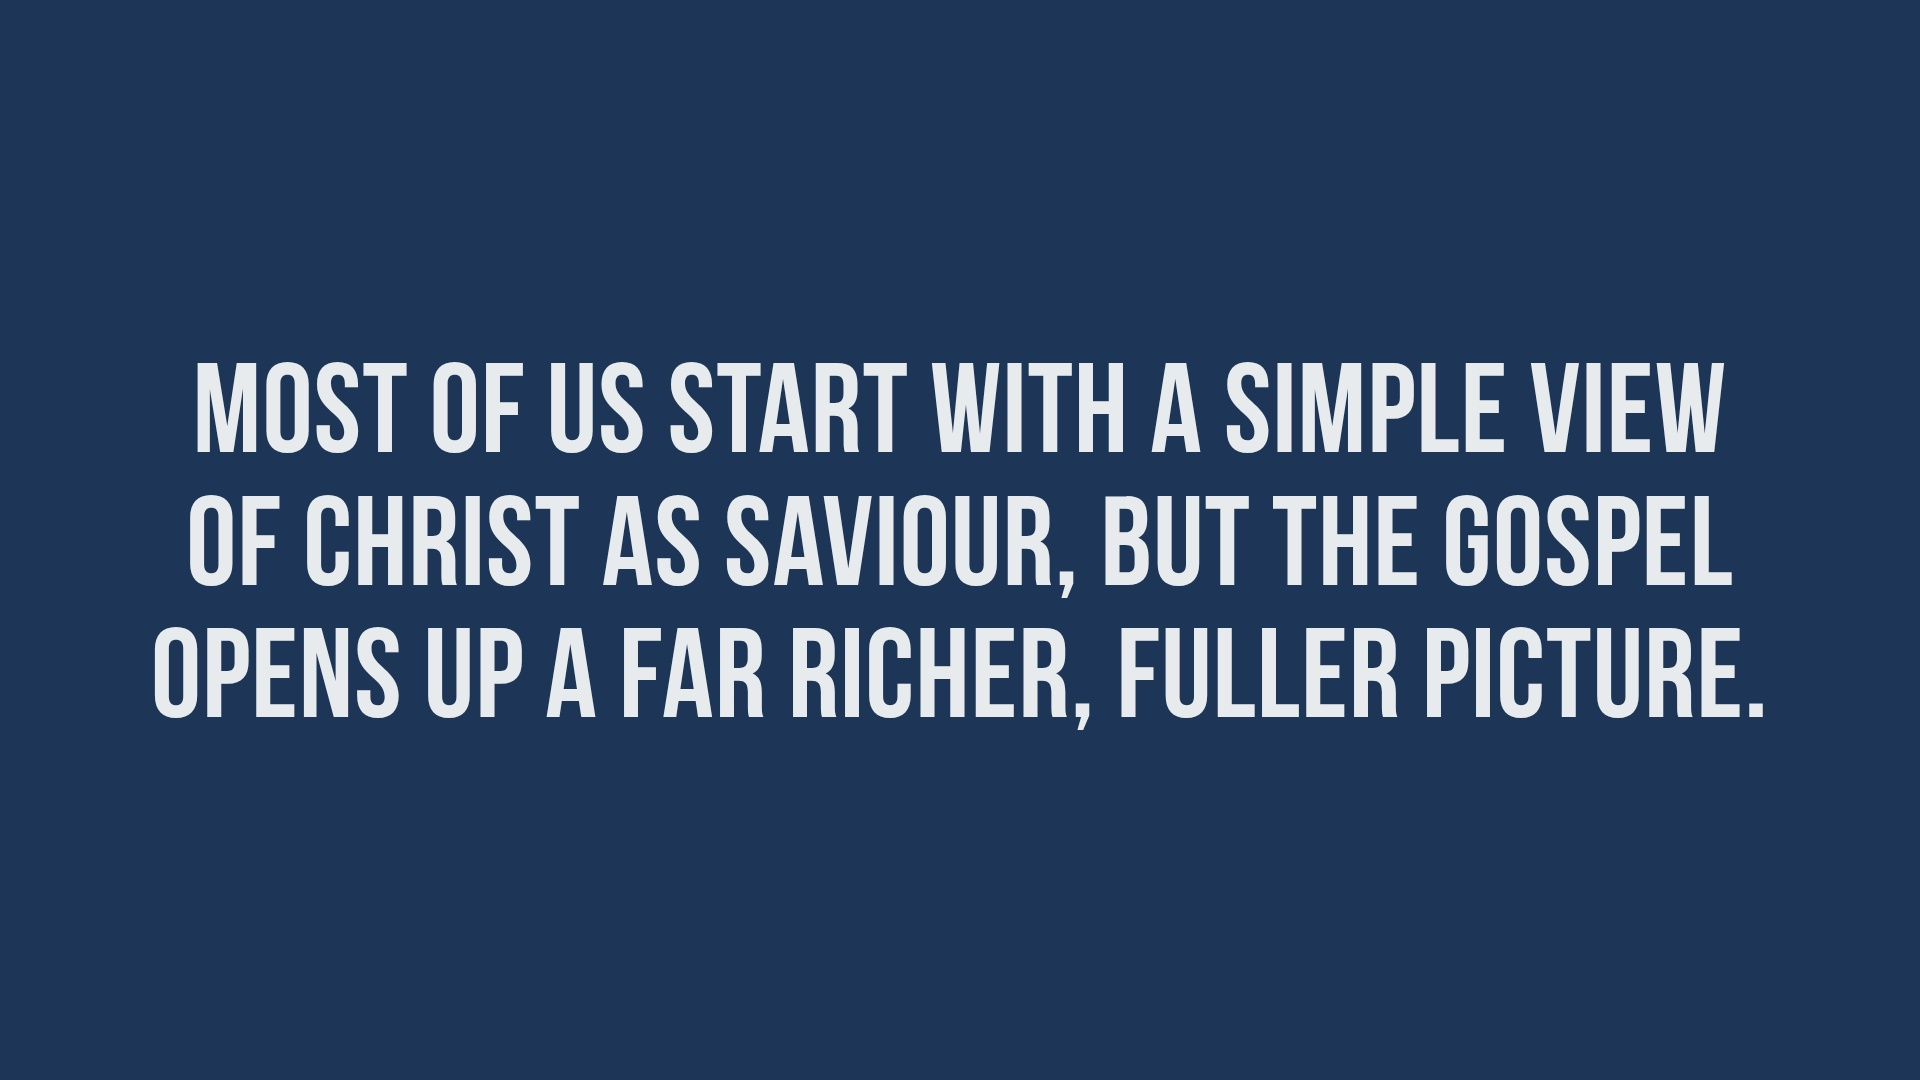 MOST OF US START WITH A SIMPLE VIEW
OF CHRIST AS SAVIOUR, BUT THE GOSPEL
OPENS UP A FAR RICHER, FULLER PICTURE.